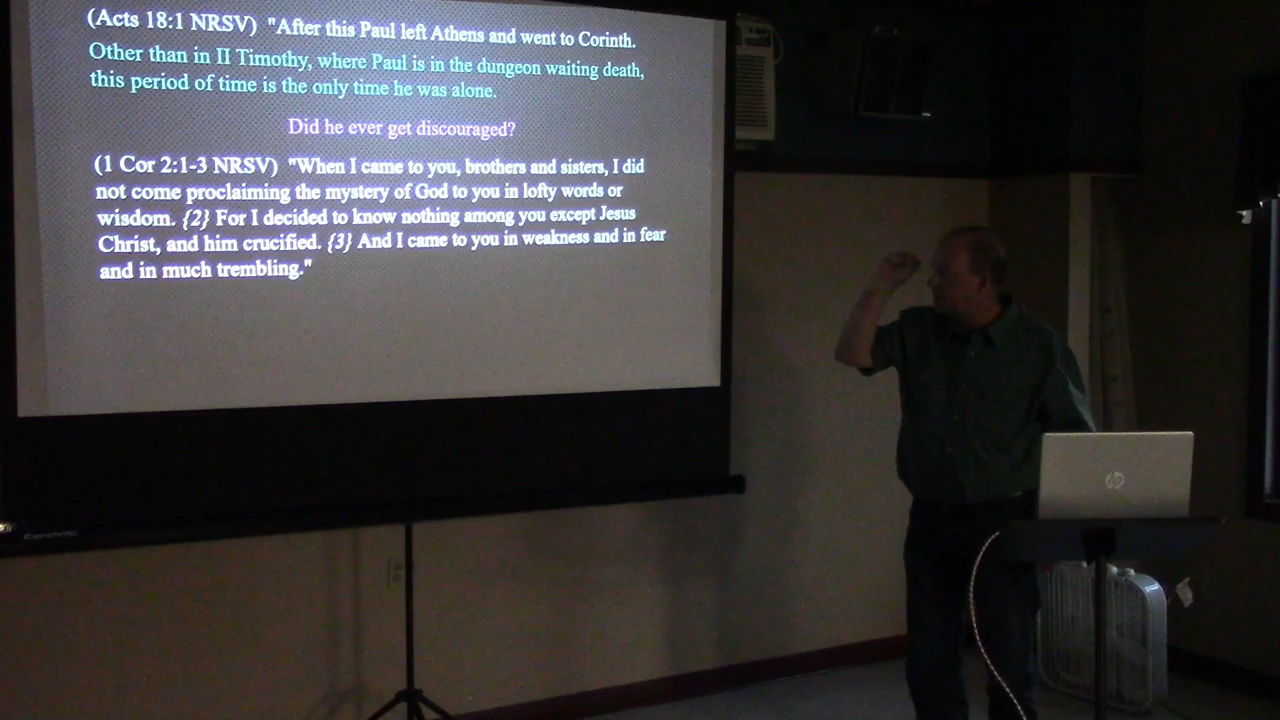 (Acts 18:1 NRSV) "After this Paul left Athens and went to Corinth.
Other than in II Timothy, where Paul is in the dungeon waiting death,
this period of time is the only time he was alone.
Did he ever get discouraged?
(1 Cor 2:1-3 NRSV) "When I came to you, brothers and sisters, I did
not come proclaiming the mystery of God to you in lofty words or
wisdom. {2} For I decided to know nothing among you except Jesus
Christ, and him crucified. {3} And I came to you in weakness and in fear
and in much trembling."
hp